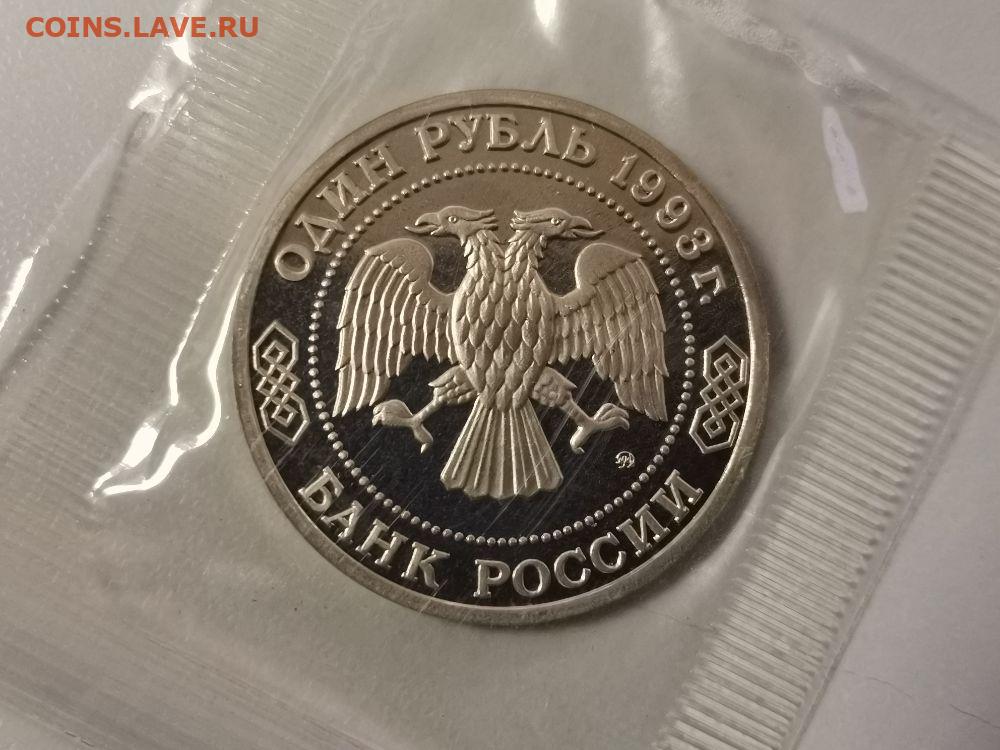 COINS.LAVE.RU
ОДИН РУБЛЬ 1993 г.
БАНК РОССИИ